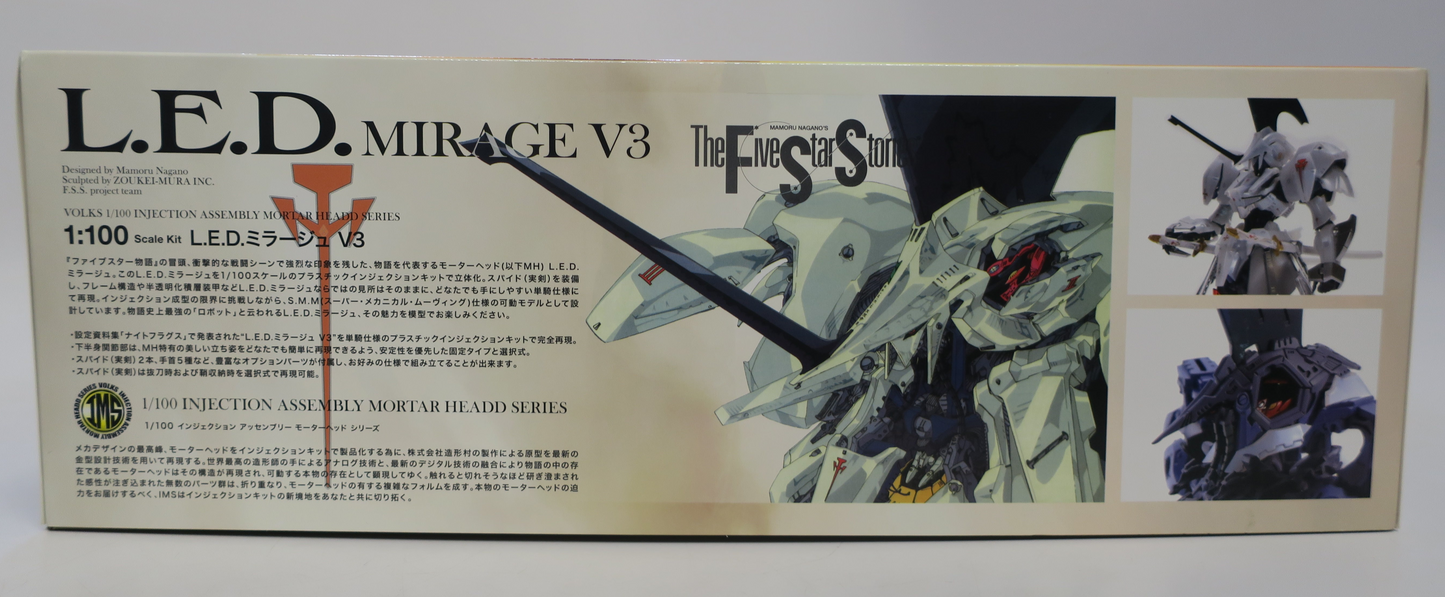 L.E.D. MIRAGE V3
Designed by Mamoru Nagano
Sculpted by ZOUKEI-MURA INC.
F.S.S. project team
VOLKS 1/100 INJECTION ASSEMBLY MORTAR HEADD SERIES
1:100 Scale Kit L.E.D.ミラージュ V3
『ファイブスター物語』の冒頭、衝撃的な戦闘シーンで強烈な印象を残した、物語を代表するモーターヘッド(以下MH) L.E.D.
ミラージュ。このL.E.D.ミラージュを1/100スケールのプラスチックインジェクションキットで立体化。スパイド(実剣)を装備
し、フレーム構造や半透明化積層装甲などL.E.D.ミラージュならではの見所はそのままに、どなたでも手にしやすい単騎仕様に
て再現。インジェクション成型の限界に挑戦しながら、S.M.M(スーパー・メカニカル・ムーヴィング)仕様の可動モデルとして設
計しています。物語史上最強の「ロボット」と云われるL.E.D.ミラージュ、その魅力を模型でお楽しみください。
・設定資料集「ナイトフラグス」で発表された"L.E.D.ミラージュ V3"を単騎仕様のプラスチックインジェクションキットで完全再現。
・下半身関節部は、MH特有の美しい立ち姿をどなたでも簡単に再現できるよう、安定性を優先した固定タイプと選択式。
・スパイド(実剣)2本、手首5種など、豊富なオプションパーツが付属し、お好みの仕様で組み立てることが出来ます。
・スパイド(実剣)は抜刀時および鞘収納時を選択式で再現可能。
IMS
1/100 INJECTION ASSEMBLY MORTAR HEADD SERIES
1/100 インジェクション アッセンブリー モーターヘッド シリーズ
メカデザインの最高峰、モーターヘッドをインジェクションキットで製品化する為に、株式会社造形村の製作による原型を最新の
金型設計技術を用いて再現する。世界最高の造形師の手によるアナログ技術と、最新のデジタル技術の融合により物語の中の存
在であるモーターヘッドはその構造が再現され、可動する本物の存在として顕現してゆく。触れると切れそうなほど研ぎ澄まされ
た感性が注ぎ込まれた無数のパーツ群は、折り重なり、モーターヘッドの有する複雑なフォルムを成す。本物のモーターヘッドの迫
力をお届けするべく、IMSはインジェクションキットの新境地をあなたと共に切り拓く。
MAMORU NAGANO'S
The Five Star Stories